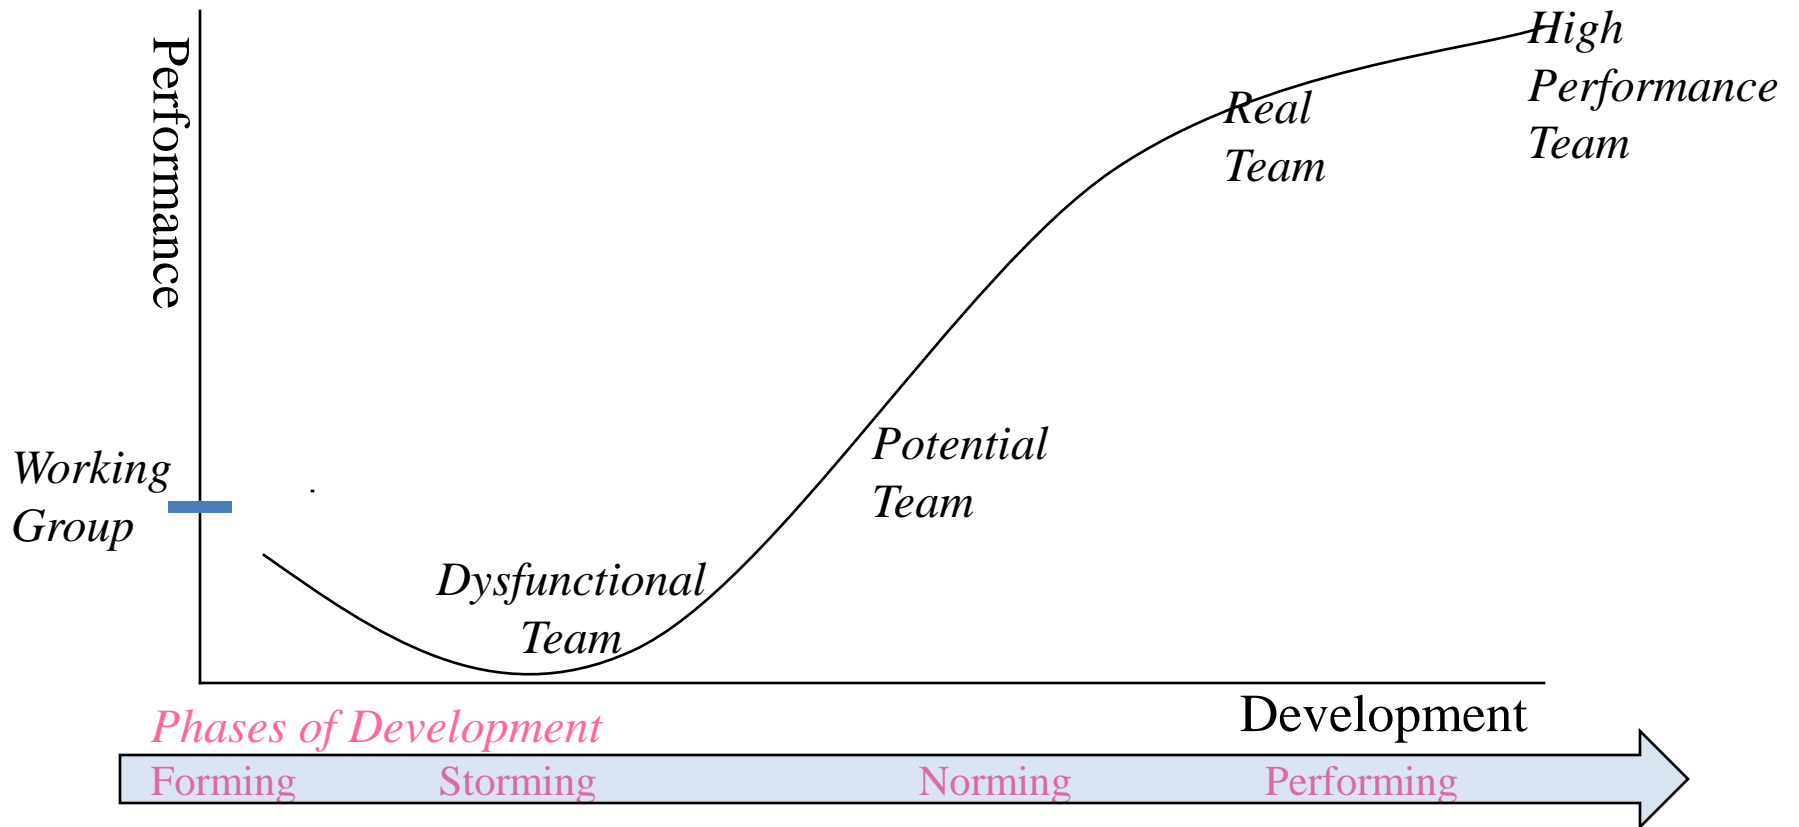 Performance
High
Performance
Team
Real
Team
Potential
Team
Working
Group
Dysfunctional
Team
Development
Phases of Development
Forming Storming Norming Performing